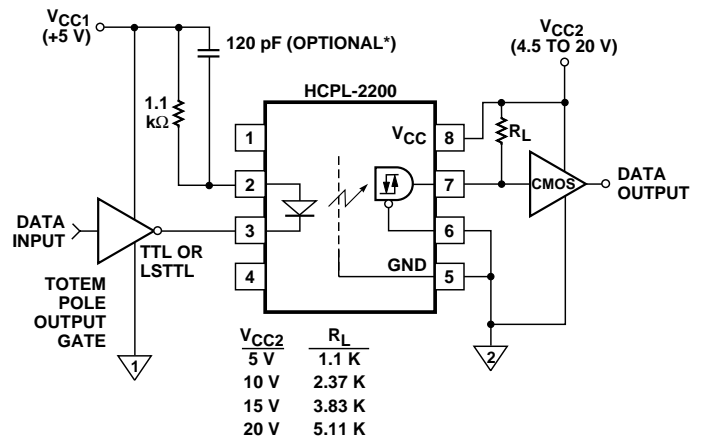 VCC1
(+5 V)
120 pF (OPTIONAL*)
VCC2
(4.5 TO 20 V)
HCPL-2200
1.1
kΩ
1
VCC
8
RL
2
7
CMOS
DATA
OUTPUT
DATA
INPUT
3
6
TTL OR
LSTTL
4
GND
5
TOTEM
POLE
OUTPUT
GATE
1
2
VCC2 RL
5 V 1.1 K
10 V 2.37 K
15 V 3.83 K
20 V 5.11 K